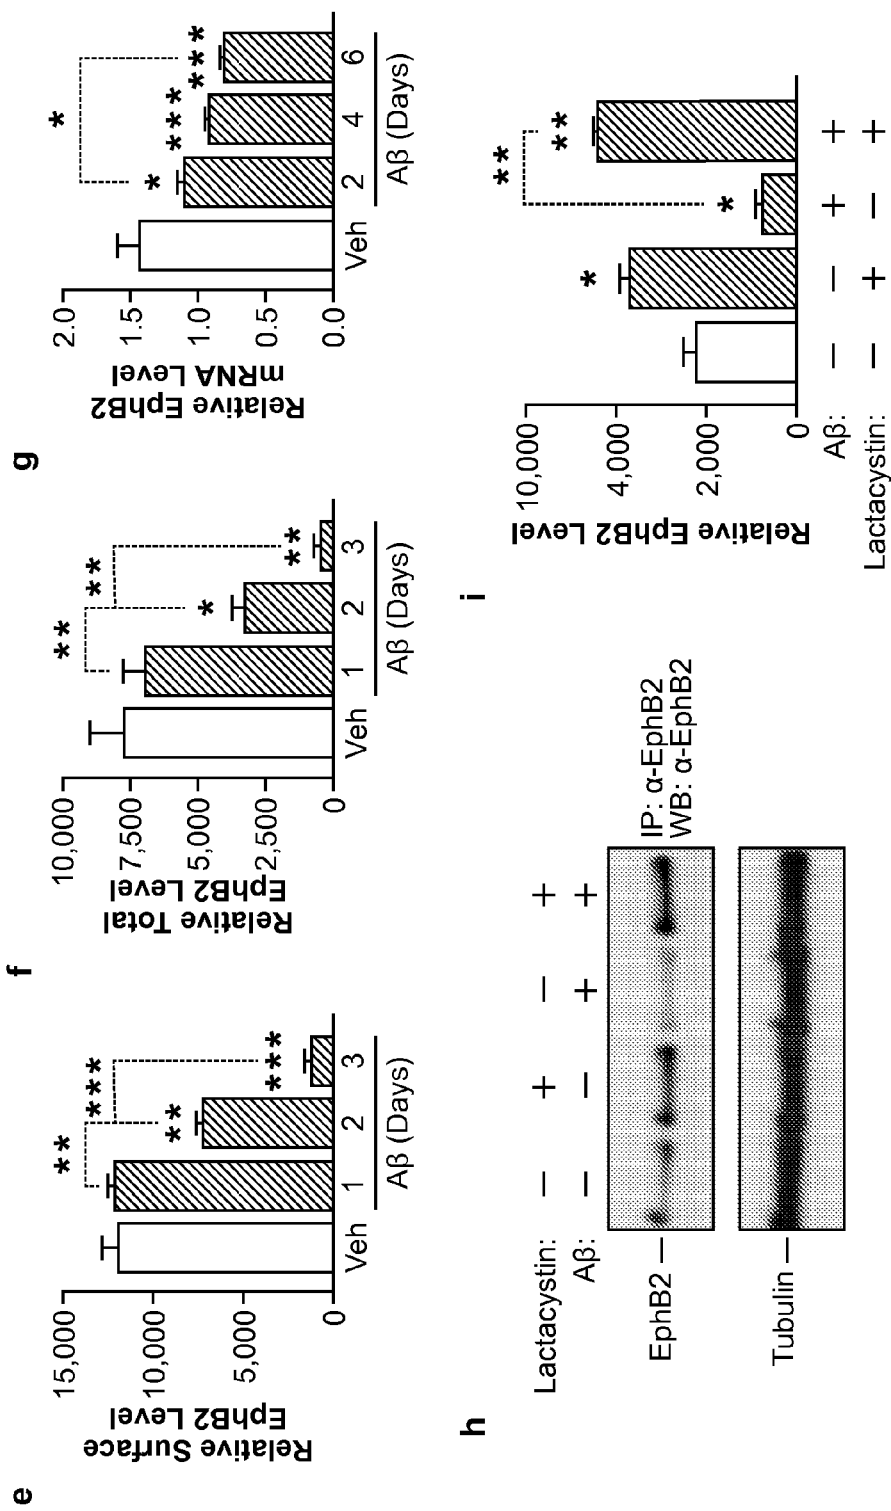 e
Relative Surface
EphB2 Level
15,000
10,000
5,000
0
Veh
1
2
3
Aβ (Days)
**
***
**
***
f
Relative Total
EphB2 Level
10,000
7,500
5,000
2,500
0
Veh
1
2
3
Aβ (Days)
**
**
*
**
g
Relative EphB2
mRNA Level
2.0
1.5
1.0
0.5
0.0
Veh
2
4
6
Aβ (Days)
*
*
***
***
h
Lactacystin: – + – +
Aβ: – – + +
EphB2 —
IP: α-EphB2
WB: α-EphB2
Tubulin —
i
Relative EphB2 Level
10,000
4,000
2,000
0
**
*
*
**
Aβ: – – + +
Lactacystin: – + – +